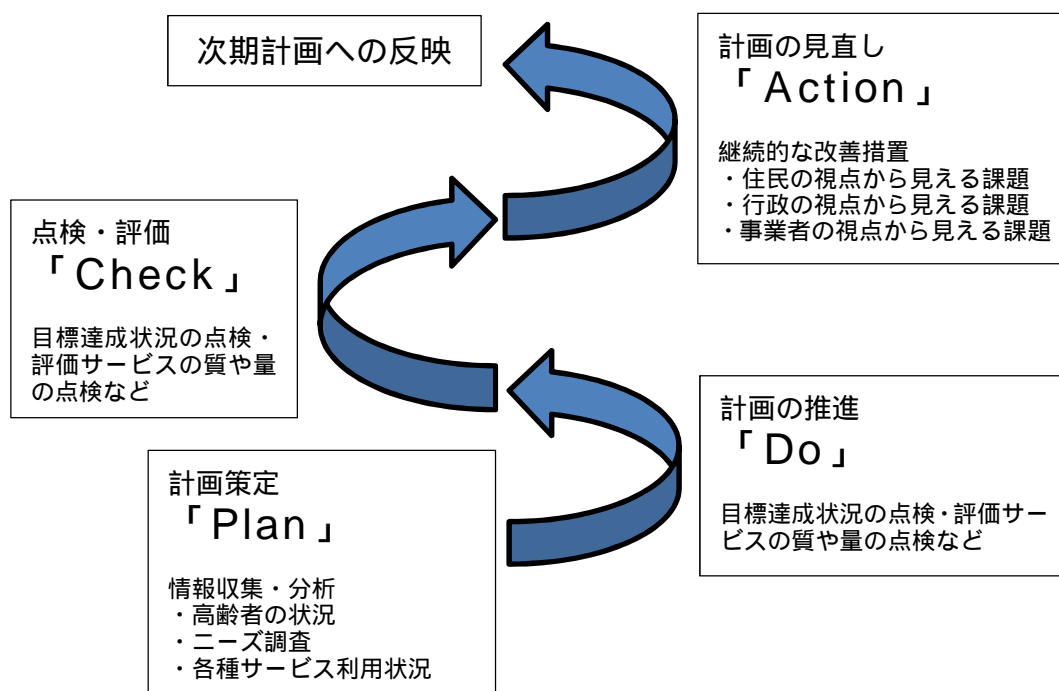 次期計画への反映
計画の見直し
「Action」
継続的な改善措置
・住民の視点から見える課題
・行政の視点から見える課題
・事業者の視点から見える課題
点検・評価
「Check」
目標達成状況の点検・
評価サービスの質や量
の点検など
計画の推進
「Do」
目標達成状況の点検・評価サー
ビスの質や量の点検など
計画策定
「Plan」
情報収集・分析
・高齢者の状況
・ニーズ調査
・各種サービス利用状況